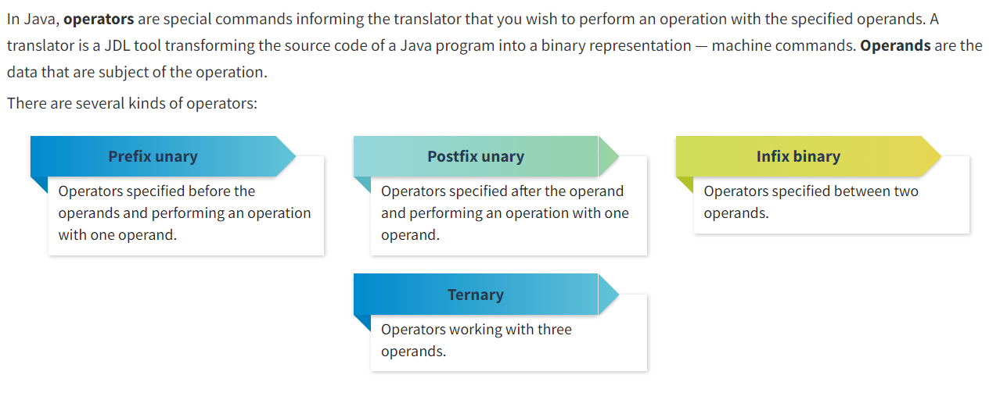 In Java, operators are special commands informing the translator that you wish to perform an operation with the specified operands. A
translator is a JDL tool transforming the source code of a Java program into a binary representation — machine commands. Operands are the
data that are subject of the operation.
There are several kinds of operators:
Prefix unary
Operators specified before the
operands and performing an operation
with one operand.
Postfix unary
Operators specified after the operand
and performing an operation with one
operand.
Infix binary
Operators specified between two
operands.
Ternary
Operators working with three
operands.